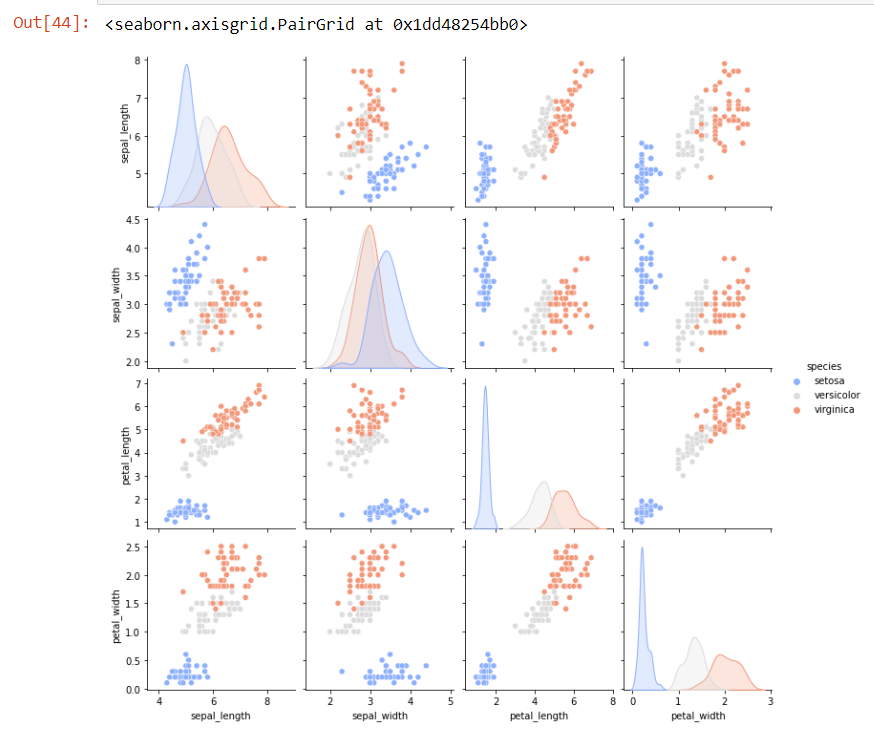 Out[44]: <seaborn.axisgrid.PairGrid at 0x1dd48254bb0>
8
7
6
5
sepal_length
4.5
4.0
3.5
3.0
2.5
2.0
sepal_width
species
setosa
versicolor
virginica
7
6
5
4
3
2
1
petal_length
2.5
2.0
1.5
1.0
0.5
0.0
petal_width
4 6 8
2 3 4 5
2 4 6 8
0 1 2 3
sepal_length sepal_width petal_length petal_width